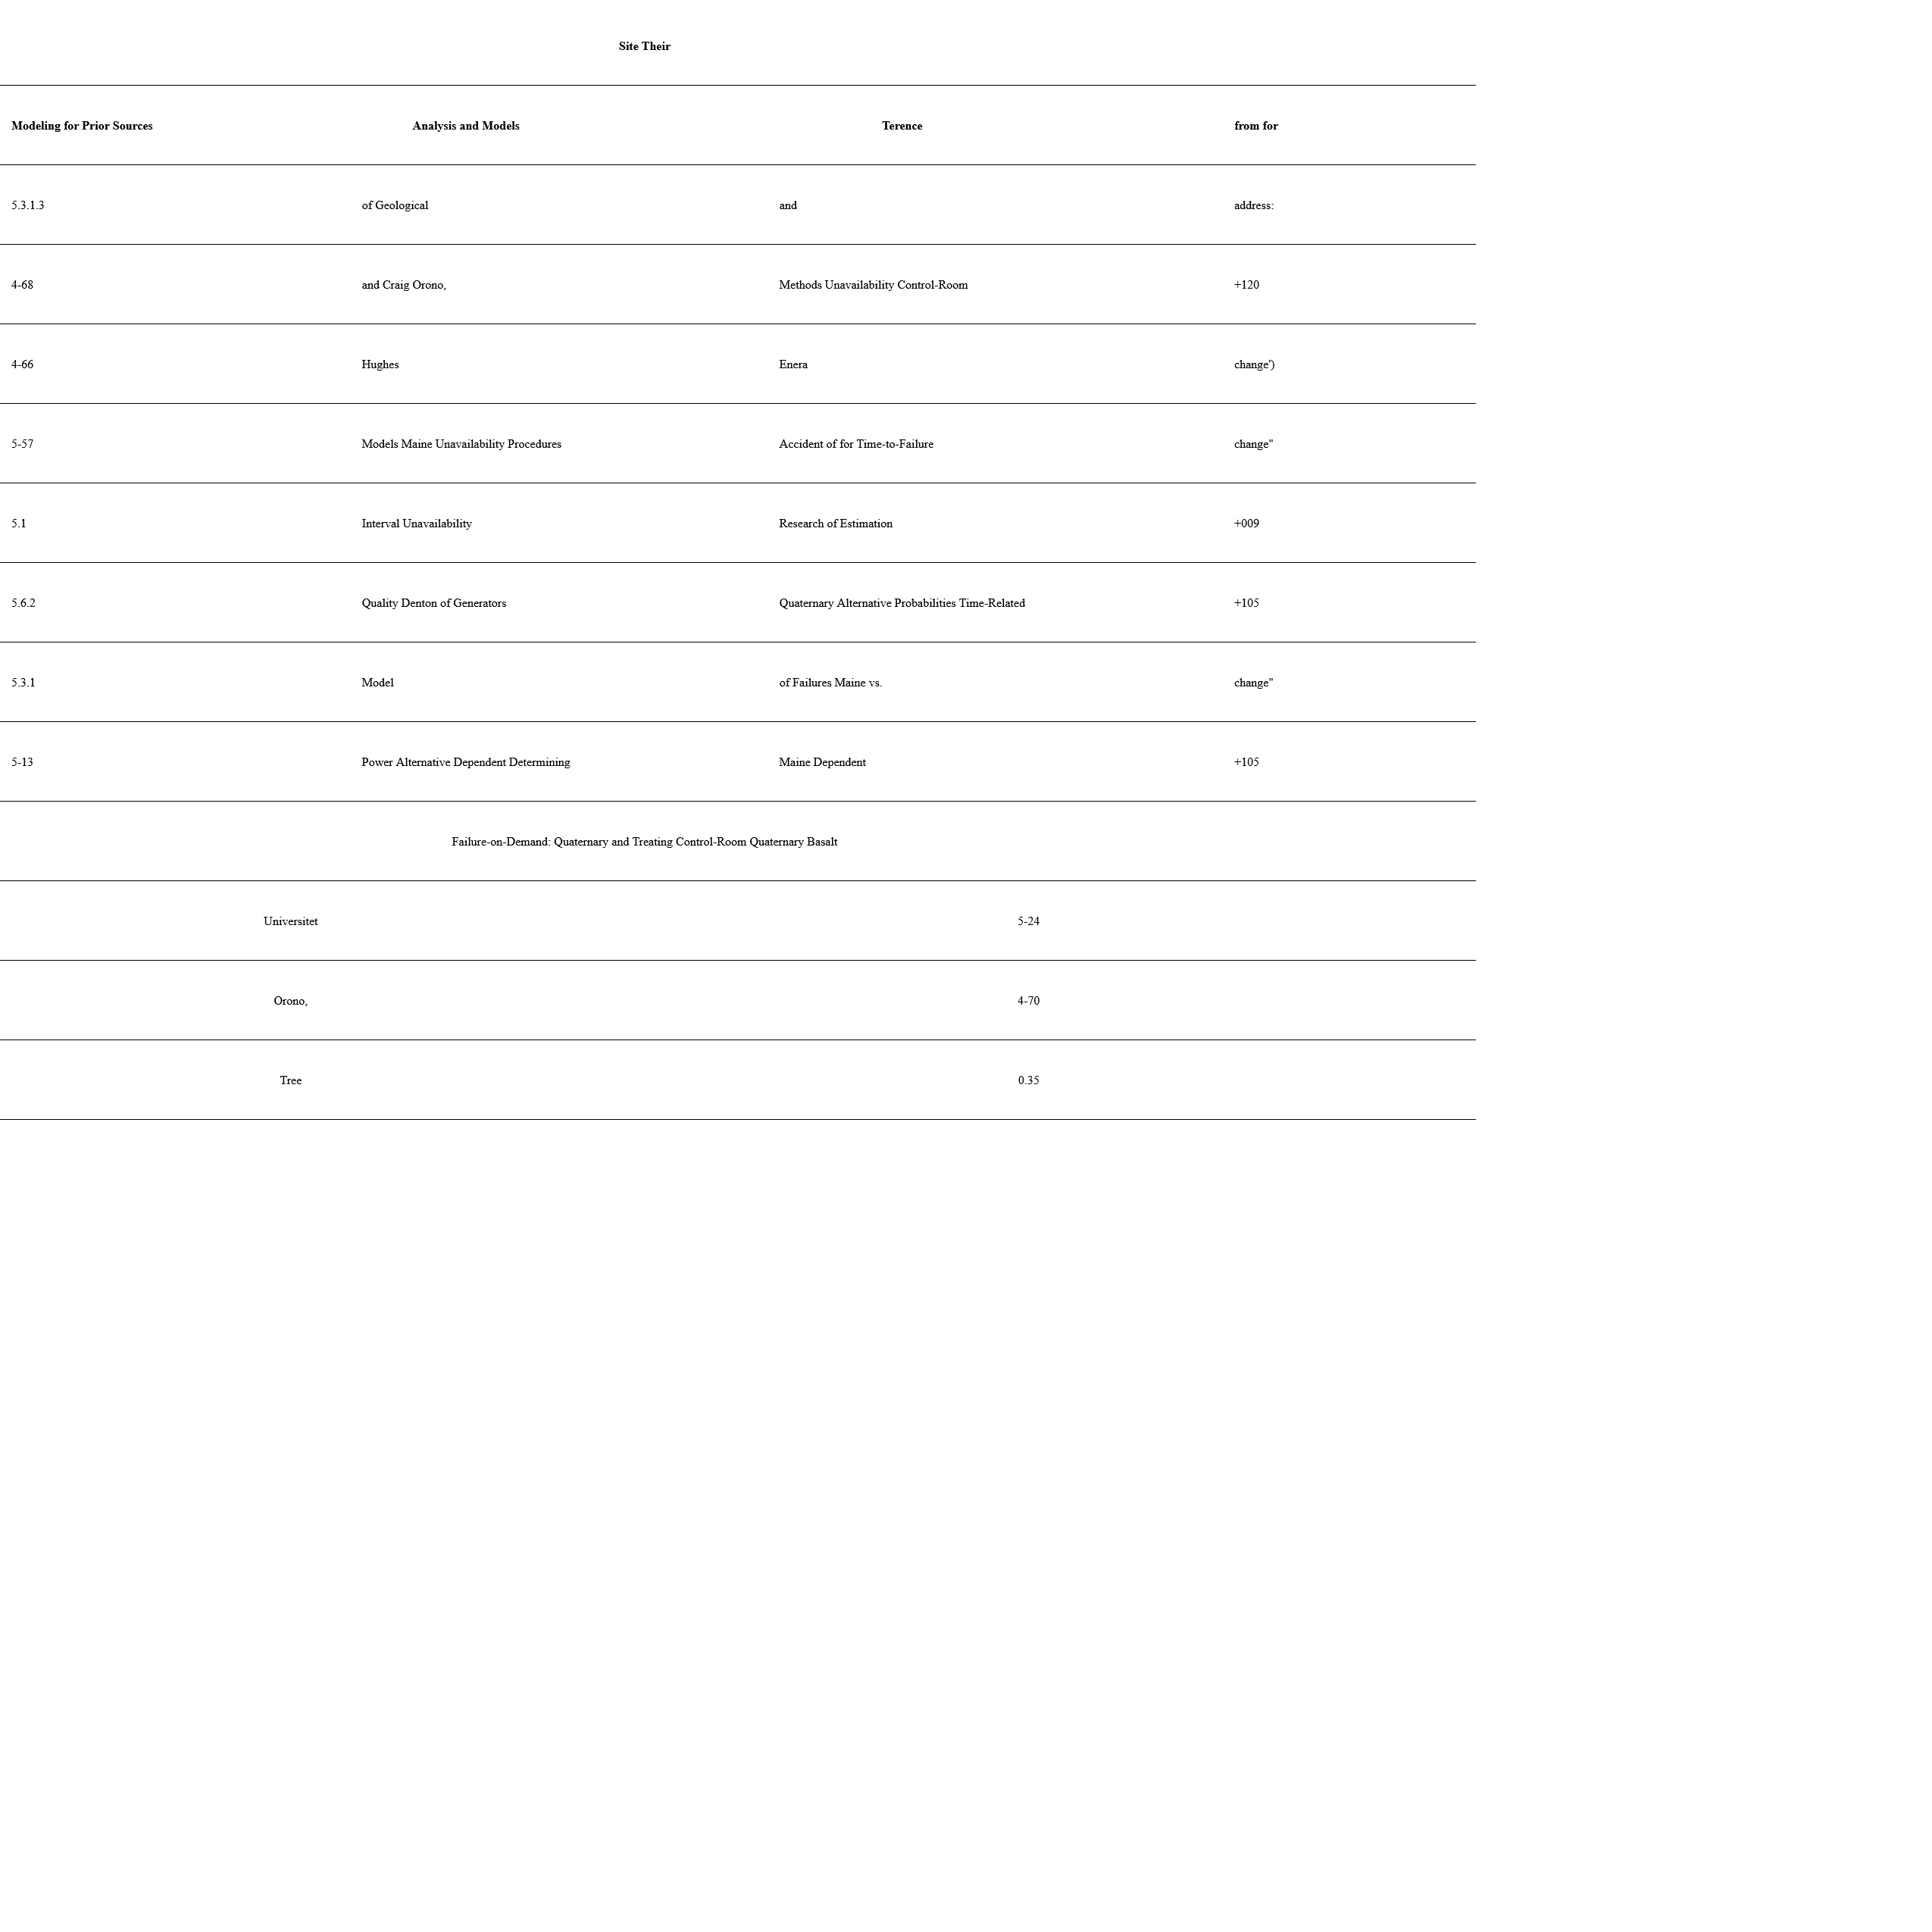 Site Their
Modeling for Prior Sources Analysis and Models Terence from for
5.3.1.3 of Geological and address:
4-68 and Craig Orono, Methods Unavailability Control-Room +120
4-66 Hughes Enera change')
5-57 Models Maine Unavailability Procedures Accident of for Time-to-Failure change"
5.1 Interval Unavailability Research of Estimation +009
5.6.2 Quality Denton of Generators Quaternary Alternative Probabilities Time-Related +105
5.3.1 Model of Failures Maine vs. change"
5-13 Power Alternative Dependent Determining Maine Dependent +105
Failure-on-Demand: Quaternary and Treating Control-Room Quaternary Basalt
Universitet 5-24
Orono, 4-70
Tree 0.35